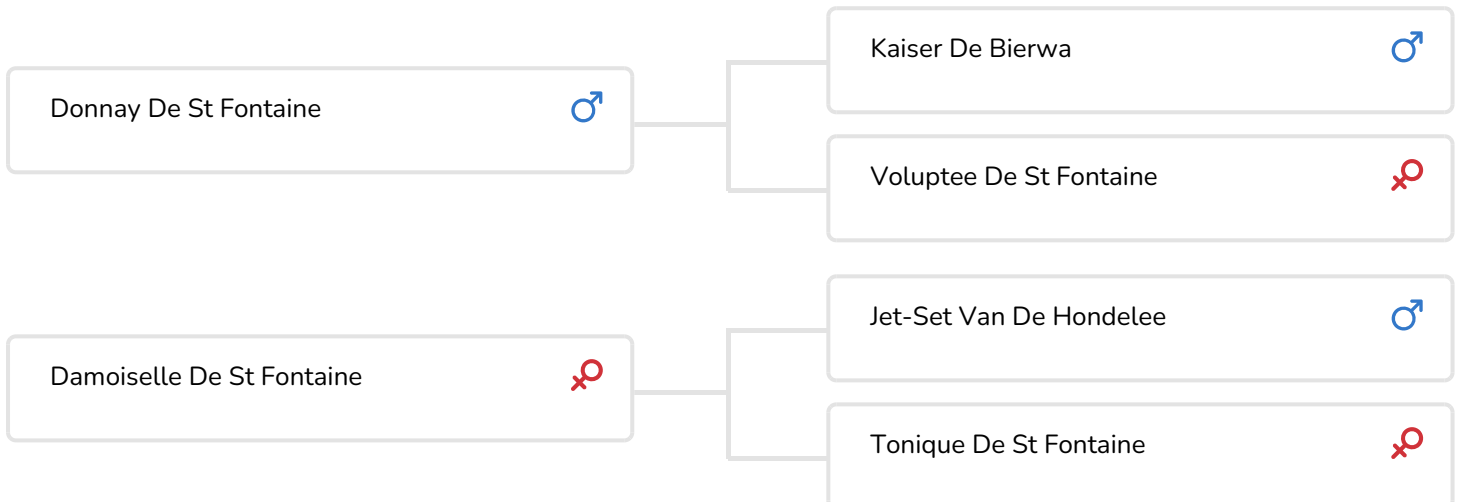 Kaiser De Bierwa
Donnay De St Fontaine
Voluptee De St Fontaine
Jet-Set Van De Hondelee
Damoiselle De St Fontaine
Tonique De St Fontaine